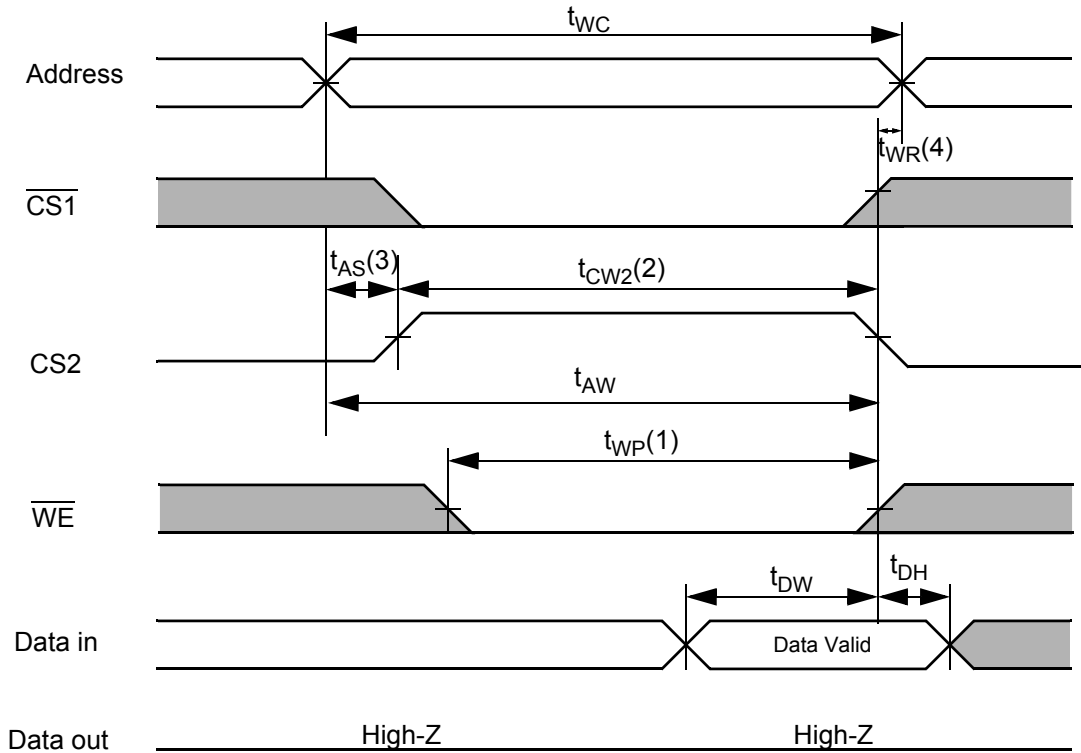 tWC
Address
tWR(4)
CS1
tAS(3)
tCW2(2)
CS2
tAW
tWP(1)
WE
tDW
tDH
Data in
Data Valid
Data out
High-Z
High-Z